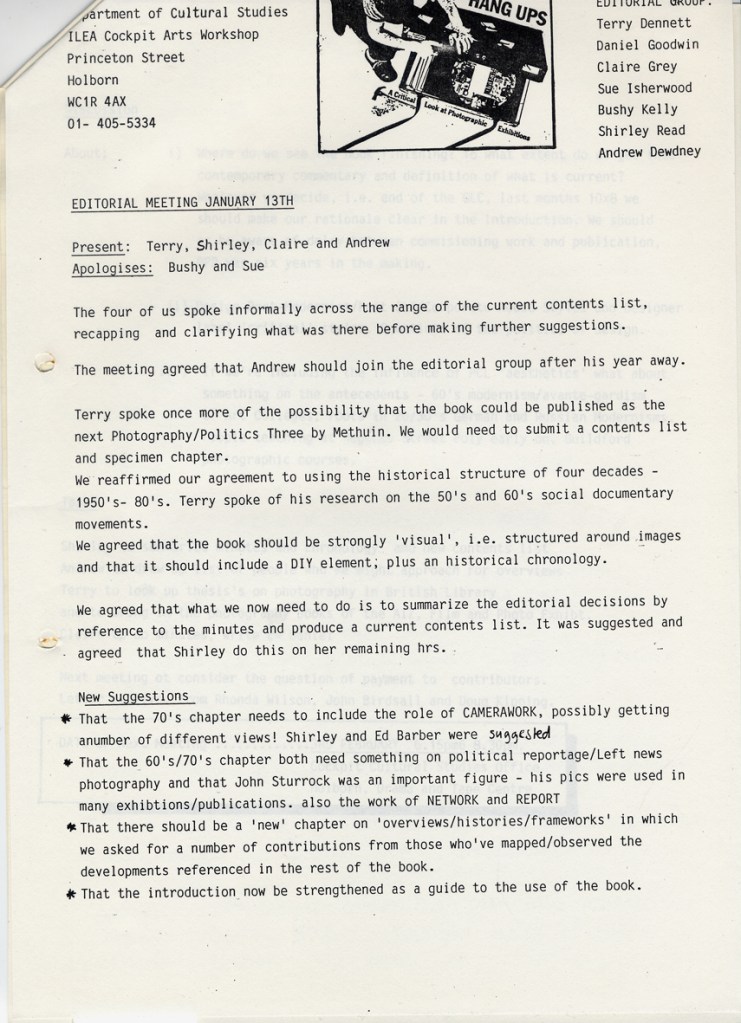 Department of Cultural Studies
ILEA Cockpit Arts Workshop
Princeton Street
Holborn
WC1R 4AX
01- 405-5334
HANG UPS
A Critical Look at Photographic Exhibitions
EDITORIAL GROUP:
Terry Dennett
Daniel Goodwin
Claire Grey
Sue Isherwood
Bushy Kelly
Shirley Read
Andrew Dewdney
EDITORIAL MEETING JANUARY 13TH
Present: Terry, Shirley, Claire and Andrew
Apologises: Bushy and Sue
The four of us spoke informally across the range of the current contents list,
recapping and clarifying what was there before making further suggestions.
The meeting agreed that Andrew should join the editorial group after his year away.
Terry spoke once more of the possibility that the book could be published as the
next Photography/Politics Three by Methuin. We would need to submit a contents list
and specimen chapter.
We reaffirmed our agreement to using the historical structure of four decades -
1950's- 80's. Terry spoke of his research on the 50's and 60's social documentary
movements.
We agreed that the book should be strongly 'visual', i.e. structured around images
and that it should include a DIY element; plus an historical chronology.
We agreed that what we now need to do is to summarize the editorial decisions by
reference to the minutes and produce a current contents list. It was suggested and
agreed that Shirley do this on her remaining hrs.
New Suggestions
* That the 70's chapter needs to include the role of CAMERAWORK, possibly getting
anumber of different views! Shirley and Ed Barber were suggested
* That the 60's/70's chapter both need something on political reportage/Left news
photography and that John Sturrock was an important figure - his pics were used in
many exhibtions/publications. also the work of NETWORK and REPORT
* That there should be a 'new' chapter on 'overviews/histories/frameworks' in which
we asked for a number of contributions from those who've mapped/observed the
developments referenced in the rest of the book.
* That the introduction now be strengthened as a guide to the use of the book.